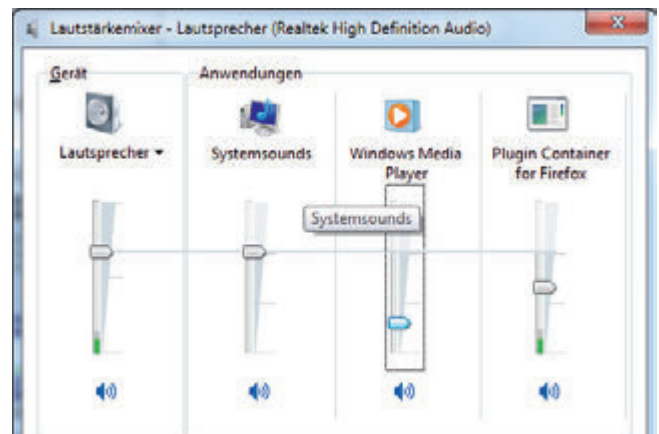 Lautstärkemixer - Lautsprecher (Realtek High Definition Audio)
Gerät
Anwendungen
Lautsprecher
Systemsounds
Windows Media
Player
Plugin Container
for Firefox
Systemsounds